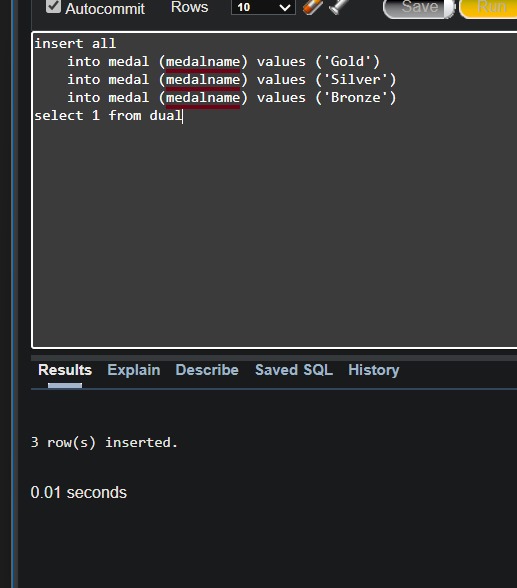 Autocommit Rows 10 Save Run
insert all
    into medal (medalname) values ('Gold')
    into medal (medalname) values ('Silver')
    into medal (medalname) values ('Bronze')
select 1 from dual
Results Explain Describe Saved SQL History
3 row(s) inserted.
0.01 seconds